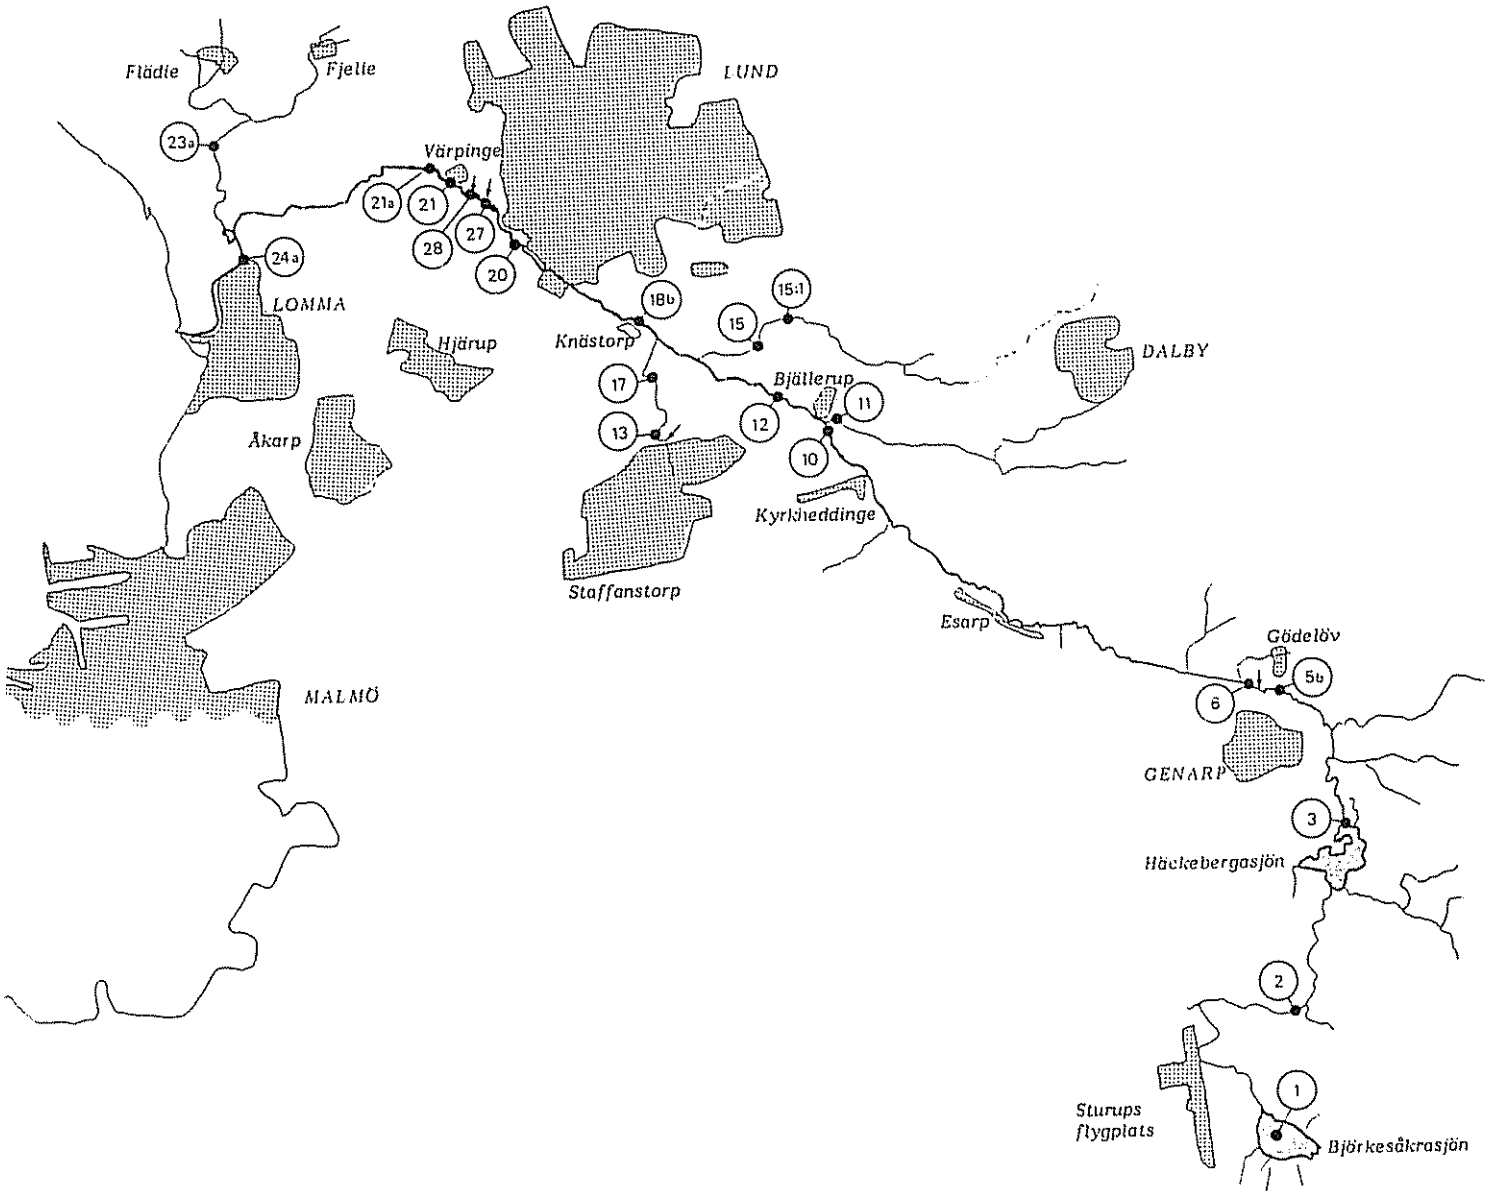 LUND
Flädie
Fjelie
23a
Värpinge
21a
21
28
27
20
24a
LOMMA
Hjärup
Knästorp
18b
15
15:1
DALBY
Bjällerup
17
12
11
13
10
Åkarp
Kyrkheddinge
Staffanstorp
Esarp
Gödelöv
5b
6
MALMÖ
GENARP
3
Häckebergasjön
2
1
Sturups
flygplats
Björkesåkrasjön